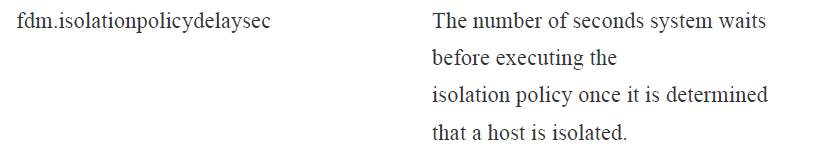 fdm.isolationpolicydelaysec The number of seconds system waits
before executing the
isolation policy once it is determined
that a host is isolated.